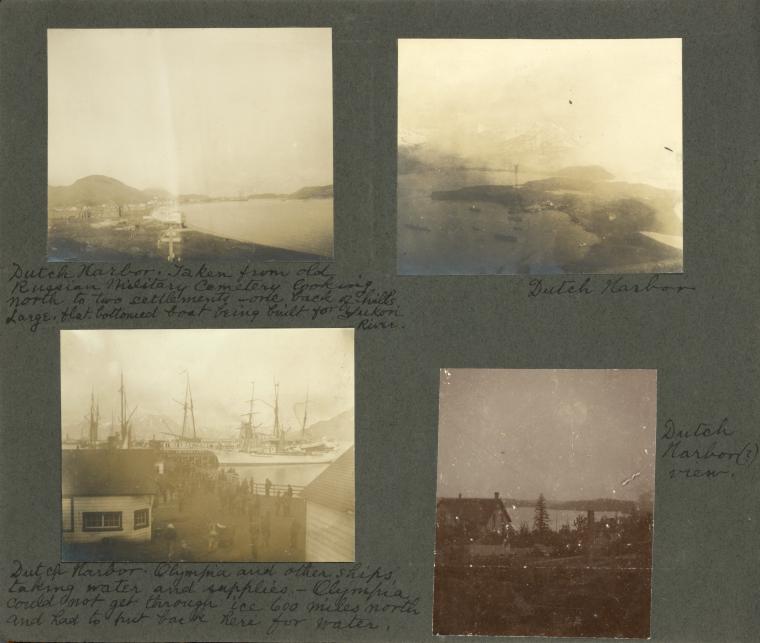 Dutch Harbor. Taken from old
Russian Military Cemetery looking
north to two settlements - one back of hills
Large, flat bottomed boat being built for Yukon
River.
Dutch Harbor
Dutch
Harbor(?)
view.
Dutch Harbor. Olympia and other ships
taking water and supplies. - Olympia
could not get through ice 600 miles north
and had to put back here for water.